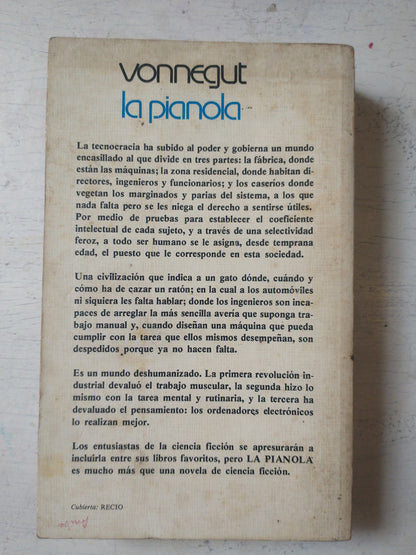 vonnegut
la pianola
La tecnocracia ha subido al poder y gobierna un mundo
encasillado al que divide en tres partes: la fábrica, donde
están las máquinas; la zona residencial, donde habitan di-
rectores, ingenieros y funcionarios; y los caseríos donde
vegetan los marginados y parias del sistema, a los que
nada falta pero se les niega el derecho a sentirse útiles.
Por medio de pruebas para establecer el coeficiente
intelectual de cada sujeto, y a través de una selectividad
feroz, a todo ser humano se le asigna, desde temprana
edad, el puesto que le corresponde en esta sociedad.
Una civilización que indica a un gato dónde, cuándo y
cómo ha de cazar un ratón; en la cual a los automóviles
ni siquiera les falta hablar; donde los ingenieros son inca-
paces de arreglar la más sencilla avería que suponga tra-
bajo manual y, cuando diseñan una máquina que pueda
cumplir con la tarea que ellos mismos desempeñan, son
despedidos porque ya no hacen falta.
Es un mundo deshumanizado. La primera revolución in-
dustrial devaluó el trabajo muscular, la segunda hizo lo
mismo con la tarea mental y rutinaria, y la tercera ha
devaluado el pensamiento: los ordenadores electrónicos
lo realizan mejor.
Los entusiastas de la ciencia ficción se apresurarán a
incluirla entre sus libros favoritos, pero LA PIANOLA
es mucho más que una novela de ciencia ficción.
Cubierta: RECIO